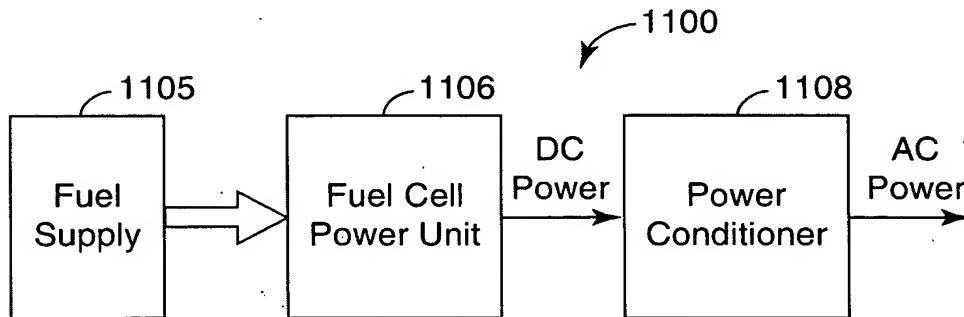 1100
1105
1106
1108
Fuel
Supply
Fuel Cell
Power Unit
DC
Power
Power
Conditioner
AC
Power